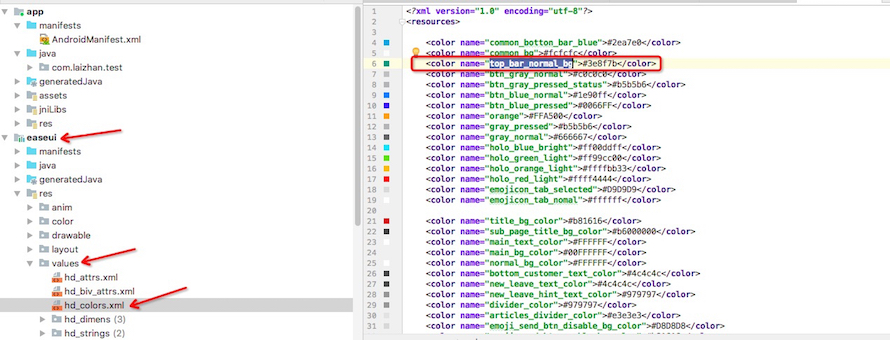 app
manifests
AndroidManifest.xml
java
com.laizhan.test
generatedJava
assets
jniLibs
res
easeui
manifests
java
generatedJava
res
anim
color
drawable
layout
values
hd_attrs.xml
hd_biv_attrs.xml
hd_colors.xml
hd_dimens (3)
hd_strings (2)
1 <?xml version="1.0" encoding="utf-8"?>
2 <resources>
3
4 <color name="common_botton_bar_blue">#2ea7e0</color>
5 <color name="common_bg">#fcfcfc</color>
6 <color name="top_bar_normal_bg">#3e8f7b</color>
7 <color name="btn_gray_normal">#c0c0c0</color>
8 <color name="btn_gray_pressed_status">#b5b5b6</color>
9 <color name="btn_blue_normal">#1e90ff</color>
10 <color name="btn_blue_pressed">#0066FF</color>
11 <color name="orange">#FFA500</color>
12 <color name="gray_pressed">#b5b5b6</color>
13 <color name="gray_normal">#666667</color>
14 <color name="holo_blue_bright">#ff00ddff</color>
15 <color name="holo_green_light">#ff99cc00</color>
16 <color name="holo_orange_light">#ffffbb33</color>
17 <color name="holo_red_light">#ffff4444</color>
18 <color name="emojicon_tab_selected">#D9D9D9</color>
19 <color name="emojicon_tab_nomal">#ffffff</color>
20
21 <color name="title_bg_color">#b81616</color>
22 <color name="sub_page_title_bg_color">#b6000000</color>
23 <color name="main_text_color">#FFFFFF</color>
24 <color name="main_bg_color">#00FFFFFF</color>
25 <color name="normal_bg_color">#FFFFFF</color>
26 <color name="bottom_customer_text_color">#4c4c4c</color>
27 <color name="new_leave_text_color">#4c4c4c</color>
28 <color name="new_leave_hint_text_color">#979797</color>
29 <color name="divider_color">#979797</color>
30 <color name="articles_divider_color">#e3e3e3</color>
31 <color name="emoji_send_btn_disable_bg_color">#D8D8D8</color>